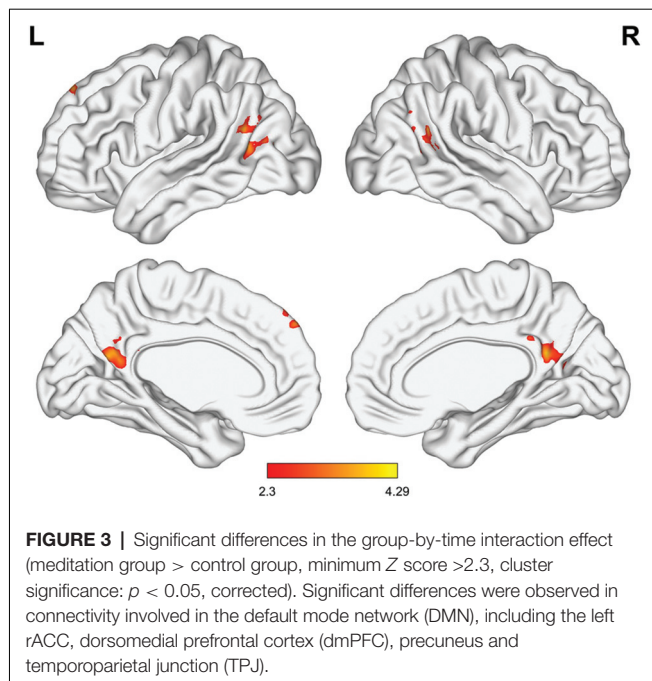 L R
2.3 4.29
FIGURE 3 | Significant differences in the group-by-time interaction effect
(meditation group > control group, minimum Z score >2.3, cluster
significance: p < 0.05, corrected). Significant differences were observed in
connectivity involved in the default mode network (DMN), including the left
rACC, dorsomedial prefrontal cortex (dmPFC), precuneus and
temporoparietal junction (TPJ).